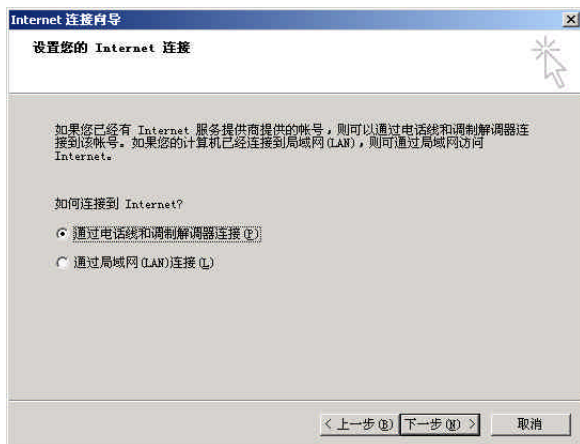 Internet 连接向导
设置您的 Internet 连接
如果您已经有 Internet 服务提供商提供的帐号，则可以通过电话线和调制解调器连
接到该帐号。如果您的计算机已经连接到局域网(LAN)，则可通过局域网访问
Internet。
如何连接到 Internet?
通过电话线和调制解调器连接(P)
通过局域网(LAN)连接(L)
< 上一步(B) 下一步(N) > 取消